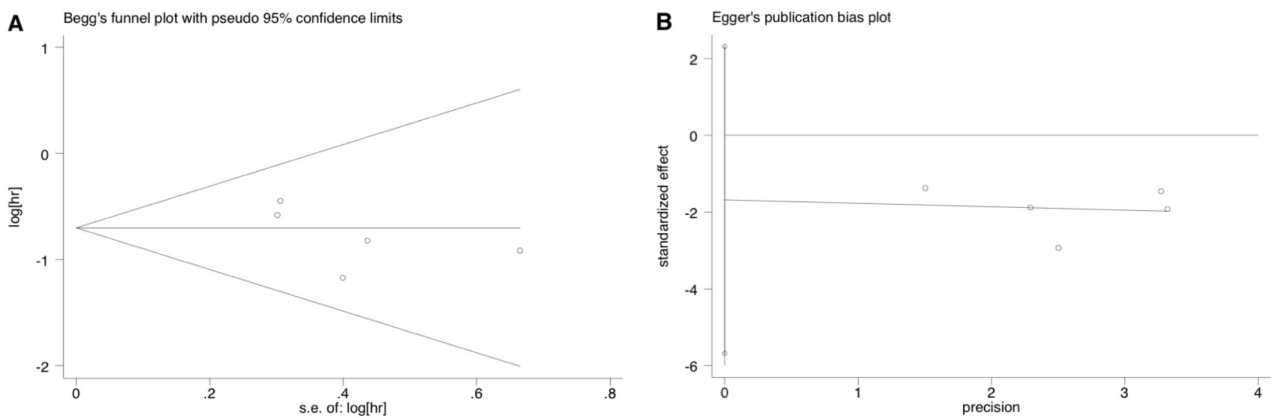 A
Begg's funnel plot with pseudo 95% confidence limits
1
0
-1
-2
log[hr]
0
.2
.4
.6
.8
s.e. of: log[hr]
B
Egger's publication bias plot
2
0
-2
-4
-6
standardized effect
0
1
2
3
4
precision